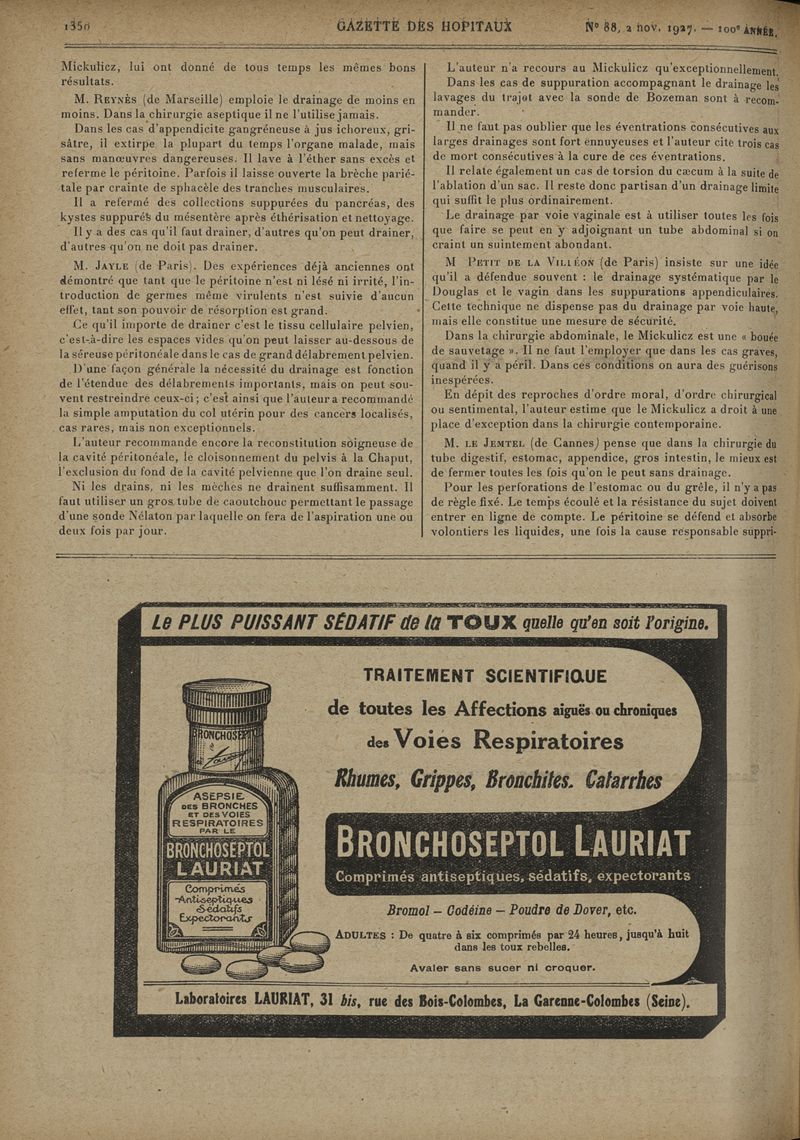 1350
GAZETTE DES HOPITAUX
N° 88, 2 nov. 1927. — 100e ANNÉE.
Mickulicz, lui ont donné de tous temps les mêmes bons
résultats.
M. REYNÈS (de Marseille) emploie le drainage de moins en
moins. Dans la chirurgie aseptique il ne l'utilise jamais.
Dans les cas d'appendicite gangréneuse à jus ichoreux, gri-
sâtre, il extirpe la plupart du temps l'organe malade, mais
sans manœuvres dangereuses. Il lave à l'éther sans excès et
referme le péritoine. Parfois il laisse ouverte la brèche parié-
tale par crainte de sphacèle des tranches musculaires.
Il a refermé des collections suppurées du pancréas, des
kystes suppurés du mésentère après éthérisation et nettoyage.
Il y a des cas qu'il faut drainer, d'autres qu'on peut drainer,
d'autres qu'on ne doit pas drainer.
M. JAYLE (de Paris). Des expériences déjà anciennes ont
démontré que tant que le péritoine n'est ni lésé ni irrité, l'in-
troduction de germes même virulents n'est suivie d'aucun
effet, tant son pouvoir de résorption est grand.
Ce qu'il importe de drainer c'est le tissu cellulaire pelvien,
c'est-à-dire les espaces vides qu'on peut laisser au-dessous de
la séreuse péritonéale dans le cas de grand délabrement pelvien.
D'une façon générale la nécessité du drainage est fonction
de l'étendue des délabrements importants, mais on peut sou-
vent restreindre ceux-ci ; c'est ainsi que l'auteur a recommandé
la simple amputation du col utérin pour des cancers localisés,
cas rares, mais non exceptionnels.
L'auteur recommande encore la reconstitution soigneuse de
la cavité péritonéale, le cloisonnement du pelvis à la Chaput,
l'exclusion du fond de la cavité pelvienne que l'on draine seul.
Ni les drains, ni les mèches ne drainent suffisamment. Il
faut utiliser un gros tube de caoutchouc permettant le passage
d'une sonde Nélaton par laquelle on fera de l'aspiration une ou
deux fois par jour.
L'auteur n'a recours au Mickulicz qu'exceptionnellement.
Dans les cas de suppuration accompagnant le drainage les
lavages du trajet avec la sonde de Bozeman sont à recom-
mander.
Il ne faut pas oublier que les éventrations consécutives aux
larges drainages sont fort ennuyeuses et l'auteur cite trois cas
de mort consécutives à la cure de ces éventrations.
Il relate également un cas de torsion du cæcum à la suite de
l'ablation d'un sac. Il reste donc partisan d'un drainage limite
qui suffit le plus ordinairement.
Le drainage par voie vaginale est à utiliser toutes les fois
que faire se peut en y adjoignant un tube abdominal si on
craint un suintement abondant.
M PETIT DE LA VILLÉON (de Paris) insiste sur une idée
qu'il a défendue souvent : le drainage systématique par le
Douglas et le vagin dans les suppurations appendiculaires.
Cette technique ne dispense pas du drainage par voie haute,
mais elle constitue une mesure de sécurité.
Dans la chirurgie abdominale, le Mickulicz est une « bouée
de sauvetage ». Il ne faut l'employer que dans les cas graves,
quand il y a péril. Dans ces conditions on aura des guérisons
inespérées.
En dépit des reproches d'ordre moral, d'ordre chirurgical
ou sentimental, l'auteur estime que le Mickulicz a droit à une
place d'exception dans la chirurgie contemporaine.
M. LE JEMTEL (de Cannes) pense que dans la chirurgie du
tube digestif, estomac, appendice, gros intestin, le mieux est
de fermer toutes les fois qu'on le peut sans drainage.
Pour les perforations de l'estomac ou du grêle, il n'y a pas
de règle fixé. Le temps écoulé et la résistance du sujet doivent
entrer en ligne de compte. Le péritoine se défend et absorbe
volontiers les liquides, une fois la cause responsable suppri-
Le PLUS PUISSANT SÉDATIF de la TOUX quelle qu'en soit l'origine.
TRAITEMENT SCIENTIFIQUE
de toutes les Affections aiguës ou chroniques
des Voies Respiratoires
Rhumes, Grippes, Bronchites. Catarrhes
BRONCHOSEPTOL LAURIAT
Comprimés antiseptiques, sédatifs, expectorants
Bromol — Codéine — Poudre de Dover, etc.
ADULTES : De quatre à six comprimés par 24 heures, jusqu'à huit
dans les toux rebelles.
Avaler sans sucer ni croquer.
BRONCHOSEPT
ASEPSIE
DES BRONCHES
ET DES VOIES
RESPIRATOIRES
PAR LE
BRONCHOSEPTOL
LAURIAT
Comprimés
Antiseptiques
Sédatifs
Expectorants
Laboratoires LAURIAT, 31 bis, rue des Bois-Colombes, La Garenne-Colombes (Seine).